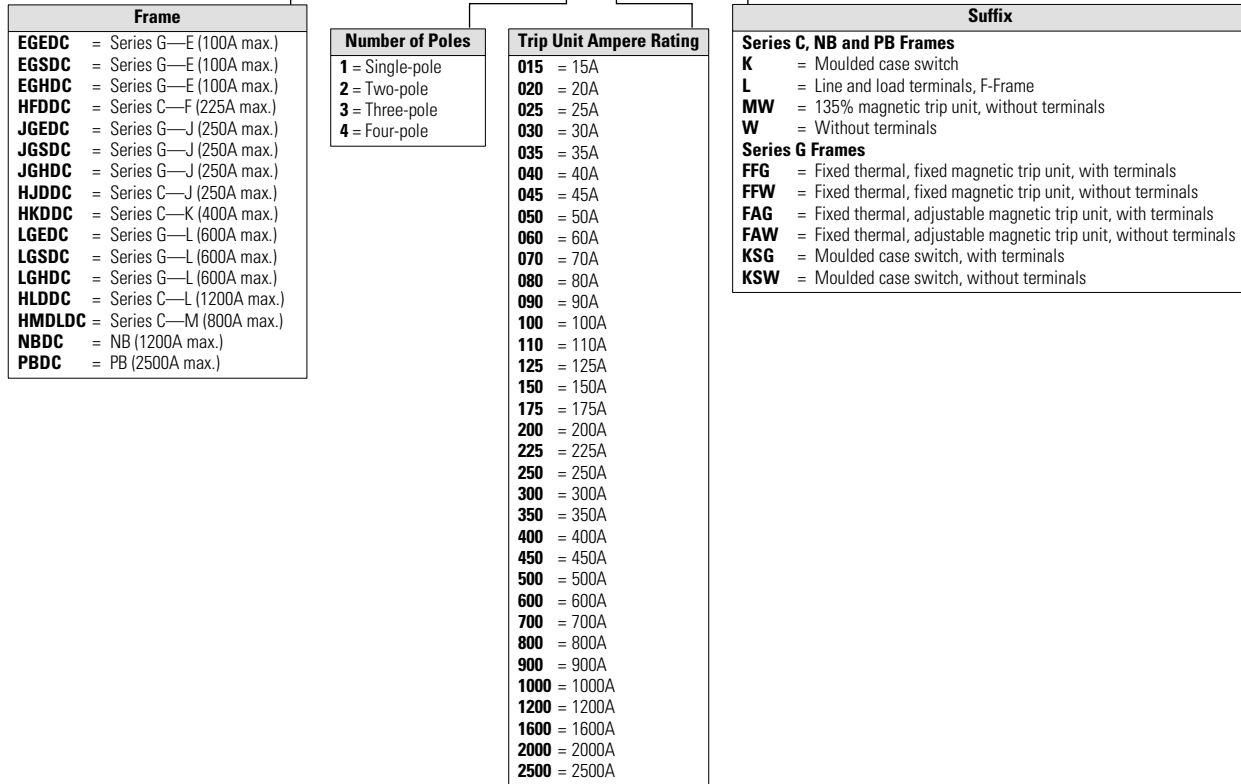 Frame
EGEDC = Series G—E (100A max.)
EGSDC = Series G—E (100A max.)
EGHDC = Series G—E (100A max.)
HFDDC = Series C—F (225A max.)
JGEDC = Series G—J (250A max.)
JGSDC = Series G—J (250A max.)
JGHDC = Series G—J (250A max.)
HJDDC = Series C—J (250A max.)
HKDDC = Series C—K (400A max.)
LGEDC = Series G—L (600A max.)
LGSDC = Series G—L (600A max.)
LGHDC = Series G—L (600A max.)
HLDDC = Series C—L (1200A max.)
HMDLDC = Series C—M (800A max.)
NBDC = NB (1200A max.)
PBDC = PB (2500A max.)
Number of Poles
1 = Single-pole
2 = Two-pole
3 = Three-pole
4 = Four-pole
Trip Unit Ampere Rating
015 = 15A
020 = 20A
025 = 25A
030 = 30A
035 = 35A
040 = 40A
045 = 45A
050 = 50A
060 = 60A
070 = 70A
080 = 80A
090 = 90A
100 = 100A
110 = 110A
125 = 125A
150 = 150A
175 = 175A
200 = 200A
225 = 225A
250 = 250A
300 = 300A
350 = 350A
400 = 400A
450 = 450A
500 = 500A
600 = 600A
700 = 700A
800 = 800A
900 = 900A
1000 = 1000A
1200 = 1200A
1600 = 1600A
2000 = 2000A
2500 = 2500A
Suffix
Series C, NB and PB Frames
K = Moulded case switch
L = Line and load terminals, F-Frame
MW = 135% magnetic trip unit, without terminals
W = Without terminals
Series G Frames
FFG = Fixed thermal, fixed magnetic trip unit, with terminals
FFW = Fixed thermal, fixed magnetic trip unit, without terminals
FAG = Fixed thermal, adjustable magnetic trip unit, with terminals
FAW = Fixed thermal, adjustable magnetic trip unit, without terminals
KSG = Moulded case switch, with terminals
KSW = Moulded case switch, without terminals